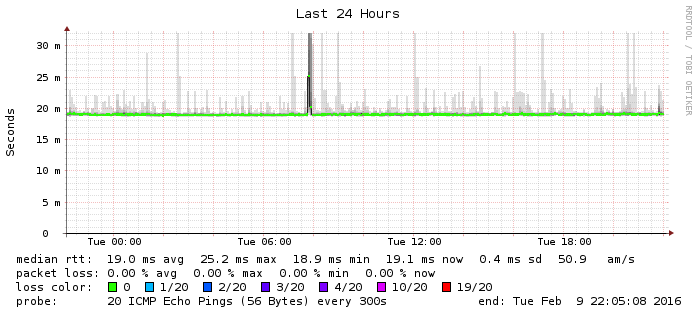 Last 24 Hours
RRDTOOL / TOBI OETIKER
Seconds
30 m
25 m
20 m
15 m
10 m
5 m
0
Tue 00:00 Tue 06:00 Tue 12:00 Tue 18:00
median rtt: 19.0 ms avg 25.2 ms max 18.9 ms min 19.1 ms now 0.4 ms sd 50.9 am/s
packet loss: 0.00 % avg 0.00 % max 0.00 % min 0.00 % now
loss color: 0 1/20 2/20 3/20 4/20 10/20 19/20
probe: 20 ICMP Echo Pings (56 Bytes) every 300s end: Tue Feb 9 22:05:08 2016